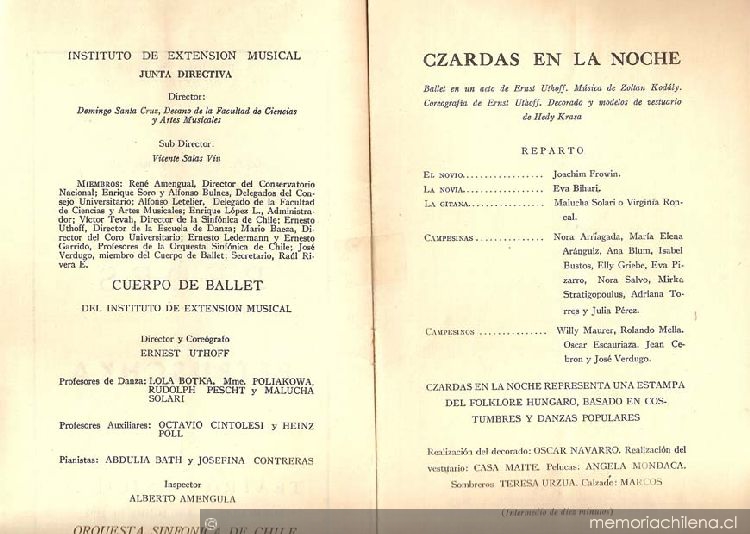 INSTITUTO DE EXTENSION MUSICAL
JUNTA DIRECTIVA
Director:
Domingo Santa Cruz, Decano de la Facultad de Ciencias
y Artes Musicales
Sub Director:
Vicente Salas Viu
MIEMBROS: René Amengual, Director del Conservatorio
Nacional; Enrique Soro y Alfonso Bulnes, Delegados del Con-
sejo Universitario; Alfonso Letelier, Delegado de la Facultad
de Ciencias y Artes Musicales; Enrique López L., Administra-
dor; Víctor Tevah, Director de la Sinfónica de Chile; Ernesto
Uthoff, Director de la Escuela de Danza; Mario Baeza, Di-
rector del Coro Universitario; Ernesto Ledermann y Ernesto
Garrido, Profesores de la Orquesta Sinfónica de Chile; José
Verdugo, miembro del Cuerpo de Ballet; Secretario, Raúl Ri-
vera E.
CUERPO DE BALLET
DEL INSTITUTO DE EXTENSION MUSICAL
Director y Coreógrafo
ERNEST UTHOFF
Profesores de Danza: LOLA BOTKA, Mme. POLIAKOWA,
RUDOLPH PESCHT y MALUCHA
SOLARI
Profesores Auxiliares: OCTAVIO CINTOLESI y HEINZ
POLL
Pianistas: ABDULIA BATH y JOSEFINA CONTRERAS
Inspector
ALBERTO AMENGULA
ORQUESTA SINFONICA DE CHILE
CZARDAS EN LA NOCHE
Ballet en un acto de Ernst Uthoff. Música de Zoltan Kodály.
Coreografía de Ernst Uthoff. Decorado y modelos de vestuario
de Hedy Krasa
REPARTO
EL NOVIO................. Joachim Frowin.
LA NOVIA................. Eva Bihari.
LA GITANA................ Malucha Solari o Virginia Ron-
cal.
CAMPESINAS .............. Nora Arriagada, María Elena
Aránguiz, Ana Blum, Isabel
Bustos, Elly Griebe, Eva Pi-
zarro, Nora Salvo, Mirka
Stratigopoulus, Adriana To-
rres y Julia Pérez.
CAMPESINOS .............. Willy Maurer, Rolando Mella,
Oscar Escauriaza, Jean Ce-
bron y José Verdugo.
CZARDAS EN LA NOCHE REPRESENTA UNA ESTAMPA
DEL FOLKLORE HUNGARO, BASADO EN COS-
TUMBRES Y DANZAS POPULARES
Realización del decorado: OSCAR NAVARRO. Realización del
vestuario: CASA MAITE. Pelucas: ANGELA MONDACA.
Sombreros TERESA URZUA. Calzado: MARCOS
(Intermedio de diez minutos)
memoriachilena.cl